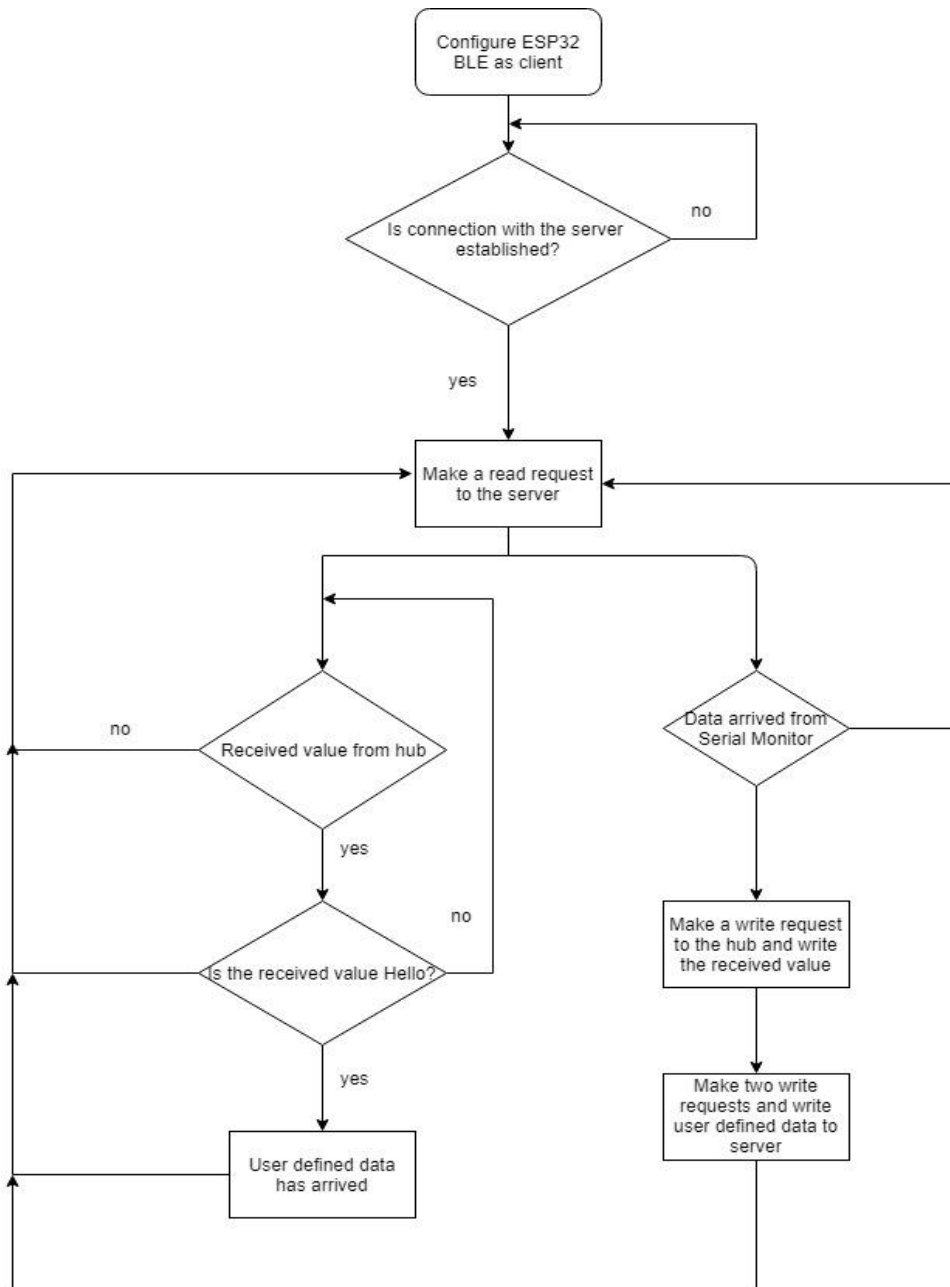 Configure ESP32
BLE as client
no
Is connection with the server
established?
yes
Make a read request
to the server
no
Received value from hub
Data arrived from
Serial Monitor
yes
no
Make a write request
to the hub and write
the received value
Is the received value Hello?
yes
Make two write
requests and write
user defined data to
server
User defined data
has arrived